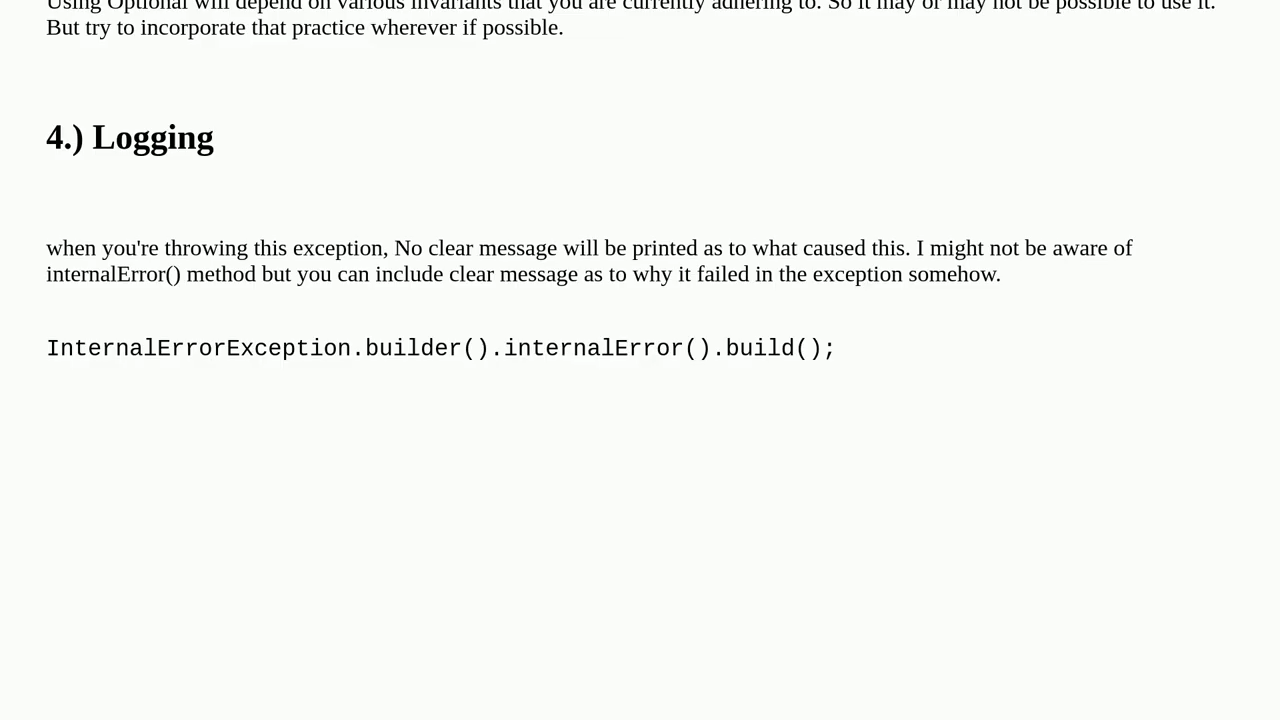 Using Optional will depend on various invariants that you are currently adhering to. So it may or may not be possible to use it.
But try to incorporate that practice wherever if possible.
4.) Logging
when you're throwing this exception, No clear message will be printed as to what caused this. I might not be aware of
internalError() method but you can include clear message as to why it failed in the exception somehow.
InternalErrorException.builder().internalError().build();